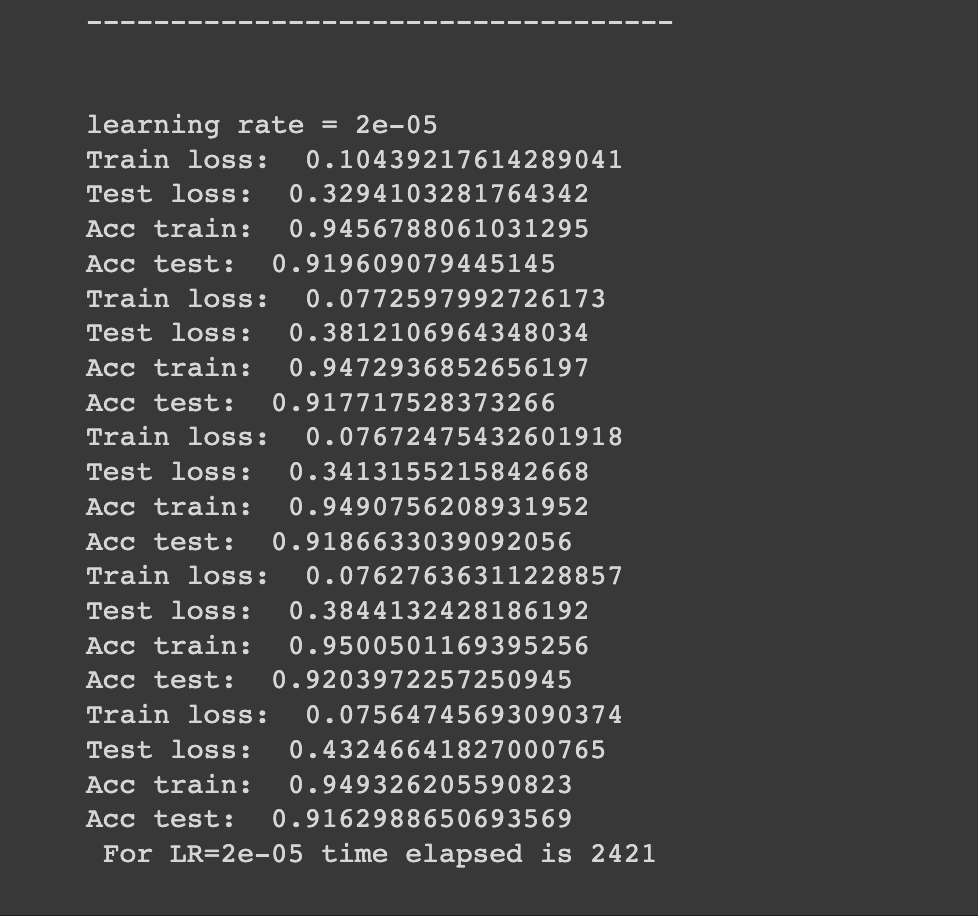 -----------------------------------
learning rate = 2e-05
Train loss:  0.10439217614289041
Test loss:  0.3294103281764342
Acc train:  0.9456788061031295
Acc test:  0.919609079445145
Train loss:  0.0772597992726173
Test loss:  0.3812106964348034
Acc train:  0.9472936852656197
Acc test:  0.917717528373266
Train loss:  0.07672475432601918
Test loss:  0.3413155215842668
Acc train:  0.9490756208931952
Acc test:  0.9186633039092056
Train loss:  0.07627636311228857
Test loss:  0.3844132428186192
Acc train:  0.9500501169395256
Acc test:  0.9203972257250945
Train loss:  0.07564745693090374
Test loss:  0.43246641827000765
Acc train:  0.949326205590823
Acc test:  0.9162988650693569
 For LR=2e-05 time elapsed is 2421